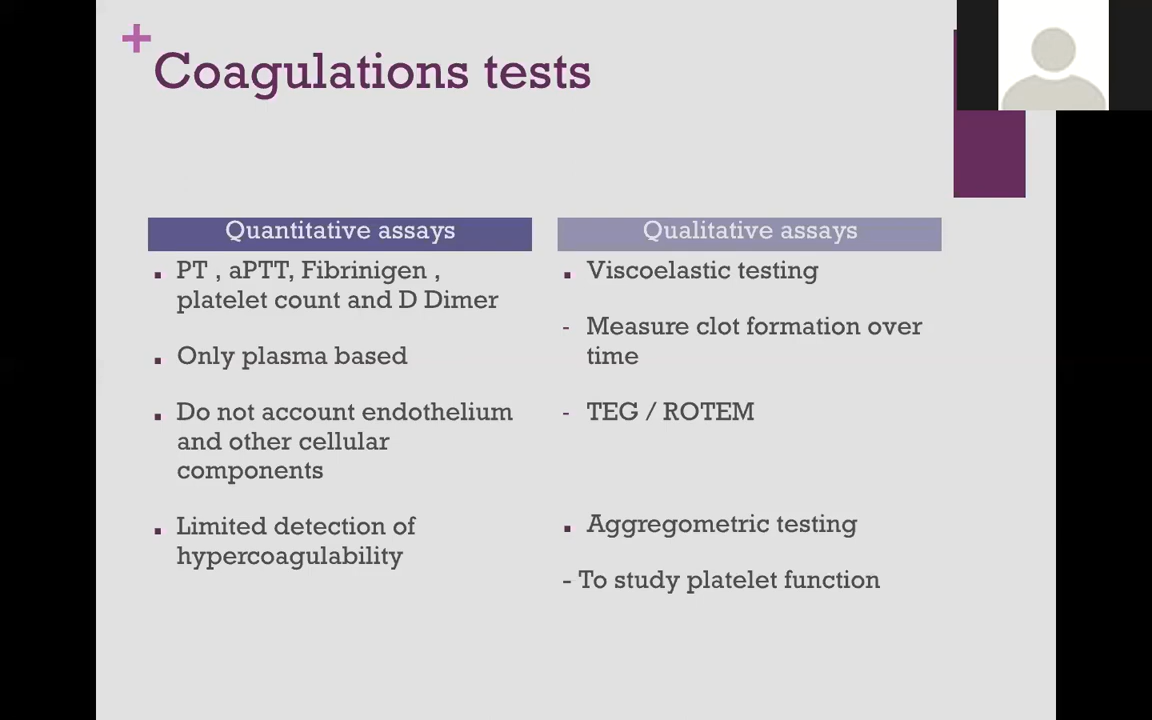 +
Coagulations tests
Quantitative assays
▪ PT , aPTT, Fibrinigen ,
platelet count and D Dimer
▪ Only plasma based
▪ Do not account endothelium
and other cellular
components
▪ Limited detection of
hypercoagulability
Qualitative assays
▪ Viscoelastic testing
- Measure clot formation over
time
- TEG / ROTEM
▪ Aggregometric testing
- To study platelet function